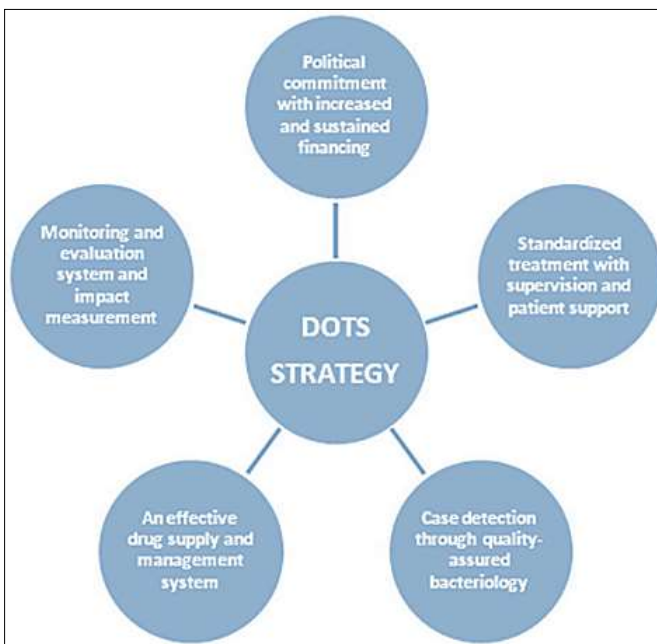 Political
commitment
with increased
and sustained
financing
Monitoring and
evaluation
system and
impact
measurement
Standardized
treatment with
supervision and
patient support
DOTS
STRATEGY
An effective
drug supply and
management
system
Case detection
through quality-
assured
bacteriology